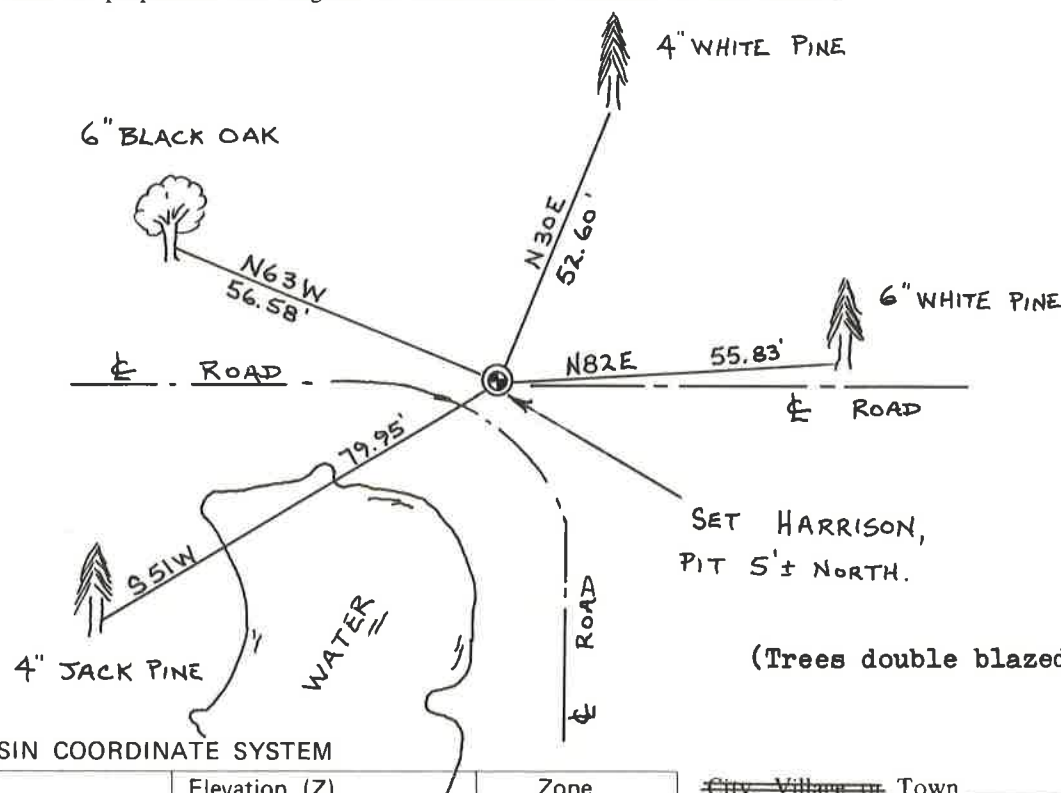 4" WHITE PINE
6" BLACK OAK
N30E
52.60'
N63W
56.58'
6" WHITE PINE
N82E 55.83'
℄ ROAD
℄ ROAD
79.95'
SET HARRISON,
PIT 5'± NORTH.
S51W
ROAD
℄
WATER
4" JACK PINE
(Trees double blazed
SIN COORDINATE SYSTEM
Elevation (Z) Zone City Village in Town